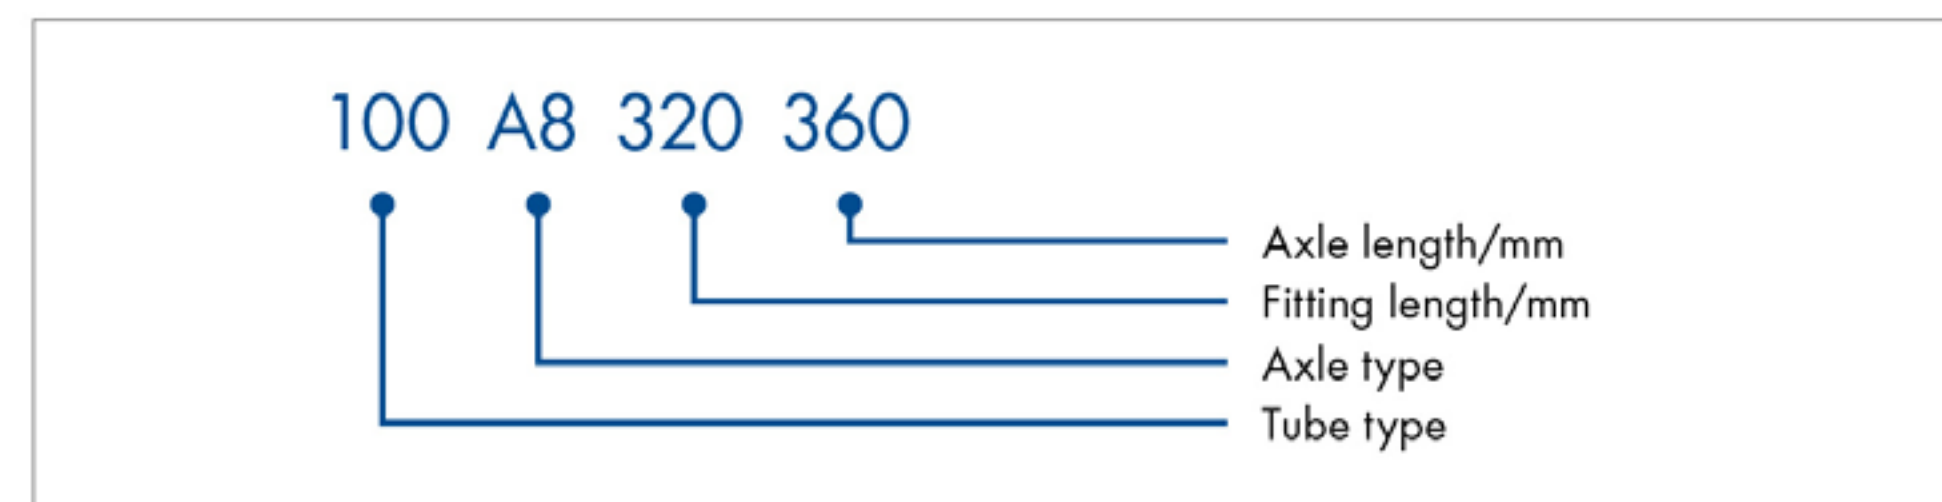 100 A8 320 360
Axle length/mm
Fitting length/mm
Axle type
Tube type